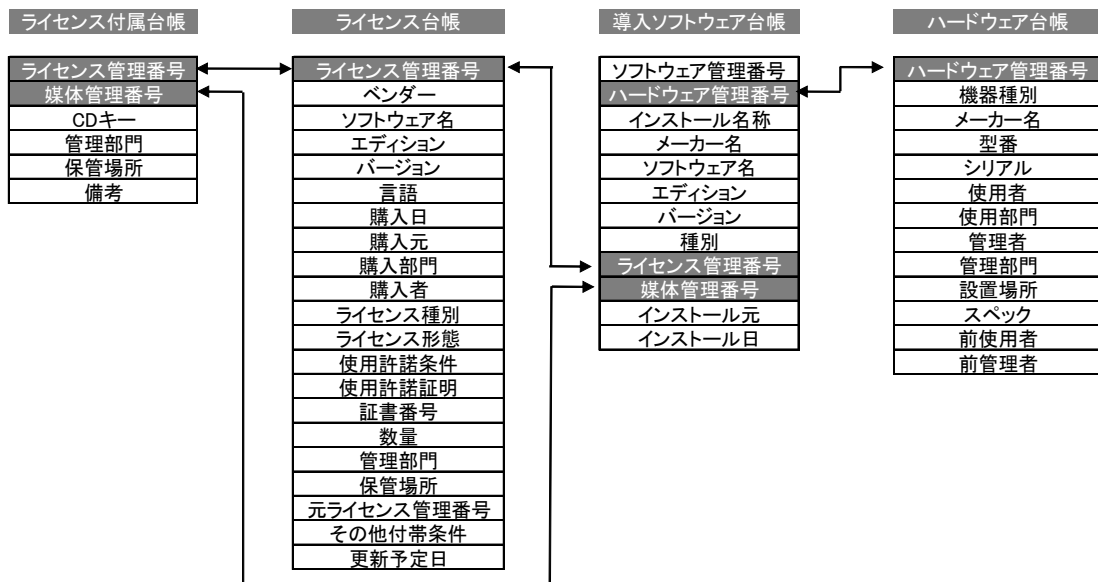 ライセンス付属台帳
ライセンス管理番号
媒体管理番号
CDキー
管理部門
保管場所
備考
ライセンス台帳
ライセンス管理番号
ベンダー
ソフトウェア名
エディション
バージョン
言語
購入日
購入元
購入部門
購入者
ライセンス種別
ライセンス形態
使用許諾条件
使用許諾証明
証書番号
数量
管理部門
保管場所
元ライセンス管理番号
その他付帯条件
更新予定日
導入ソフトウェア台帳
ソフトウェア管理番号
ハードウェア管理番号
インストール名称
メーカー名
ソフトウェア名
エディション
バージョン
種別
ライセンス管理番号
媒体管理番号
インストール元
インストール日
ハードウェア台帳
ハードウェア管理番号
機器種別
メーカー名
型番
シリアル
使用者
使用部門
管理者
管理部門
設置場所
スペック
前使用者
前管理者